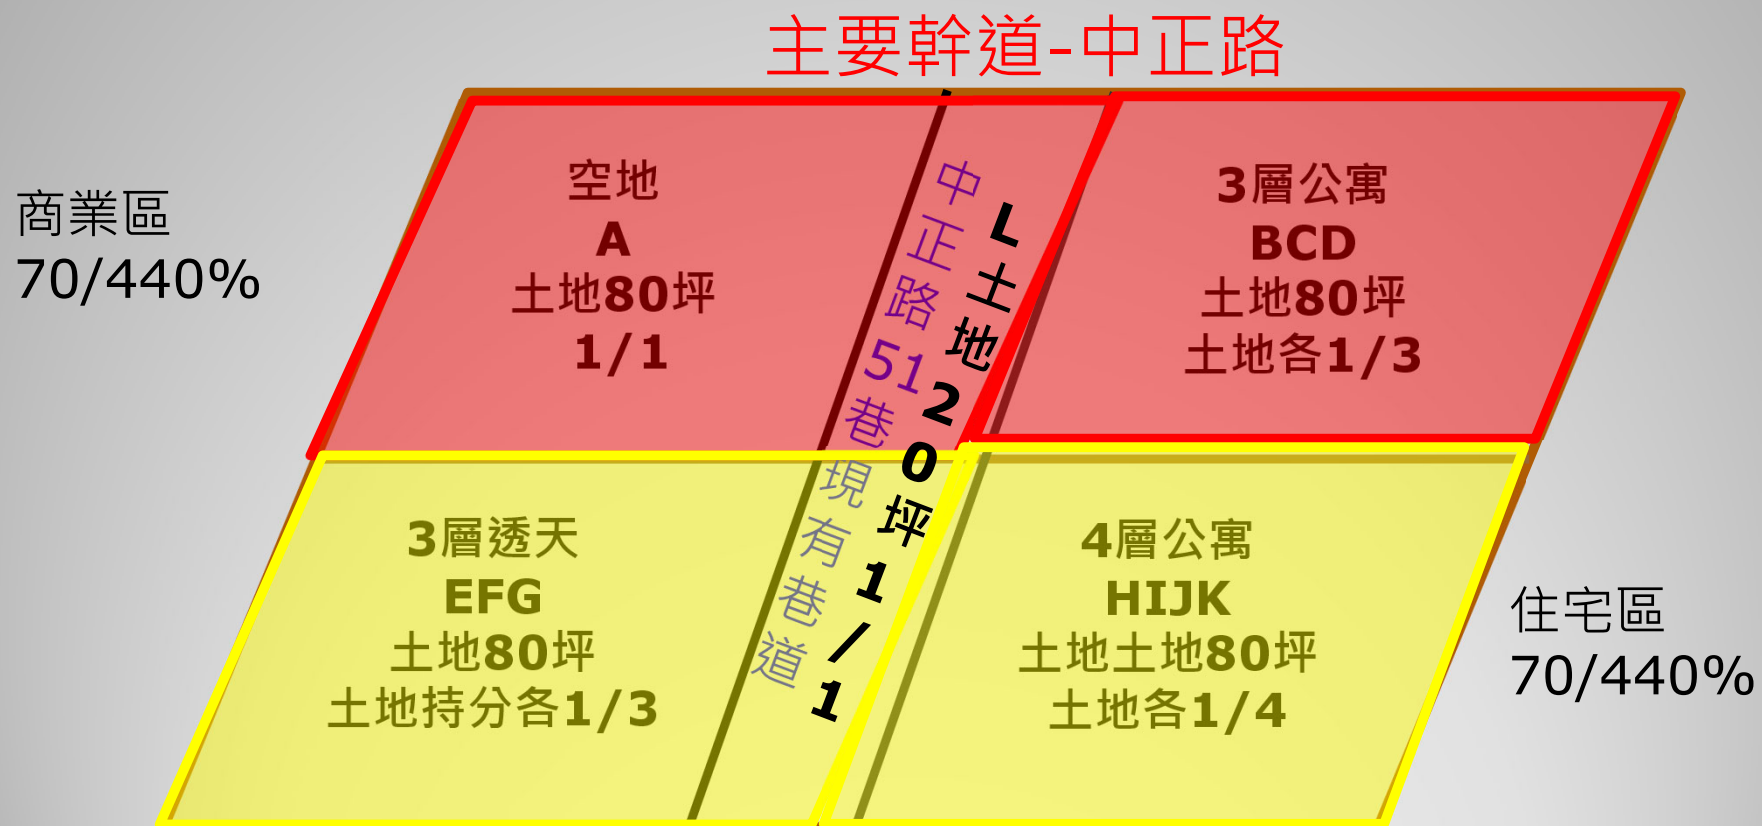 主要幹道-中正路
商業區
70/440%
空地
A
土地80坪
1/1
中正路51巷現有巷道
L土地20坪1/1
3層公寓
BCD
土地80坪
土地各1/3
3層透天
EFG
土地80坪
土地持分各1/3
4層公寓
HIJK
土地土地80坪
土地各1/4
住宅區
70/440%